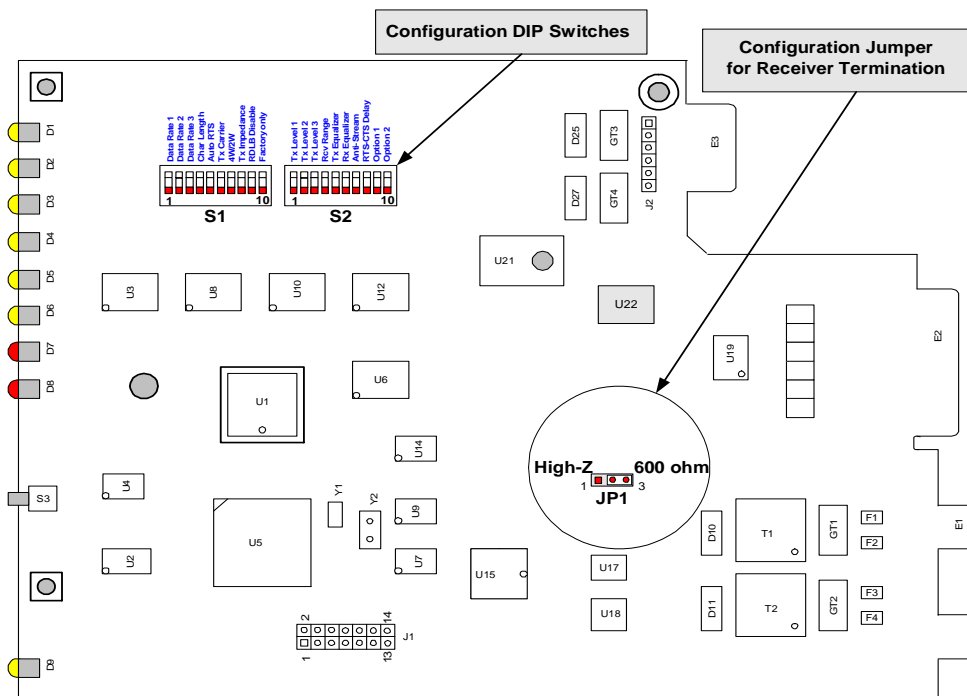 Configuration DIP Switches
Configuration Jumper
for Receiver Termination
Data Rate 1
Data Rate 2
Data Rate 3
Char Length
Auto RTS
Tx Carrier
4W/2W
Tx Impedance
RDLB Disable
Factory only
Tx Level 1
Tx Level 2
Tx Level 3
Rcv Range
Tx Equalizer
Rx Equalizer
Anti-Stream
RTS-CTS Delay
Option 1
Option 2
1 10
S1
1 10
S2
D1
D2
D3
D4
D5
D6
D7
D8
S3
D9
D25
GT3
D27
GT4
J2
E3
U21
U3
U8
U10
U12
U22
E2
U19
U6
U1
U14
High-Z 600 ohm
1 3
JP1
U4
Y1
Y2
U9
U5
U2
U7
U15
U17
U18
D10
T1
GT1
F1
F2
E1
D11
T2
GT2
F3
F4
2 14
J1
1 13